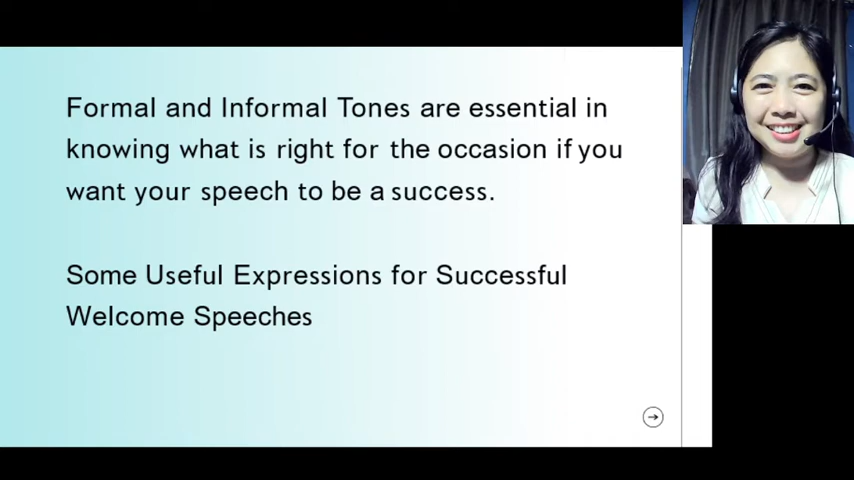 Formal and Informal Tones are essential in
knowing what is right for the occasion if you
want your speech to be a success.
Some Useful Expressions for Successful
Welcome Speeches